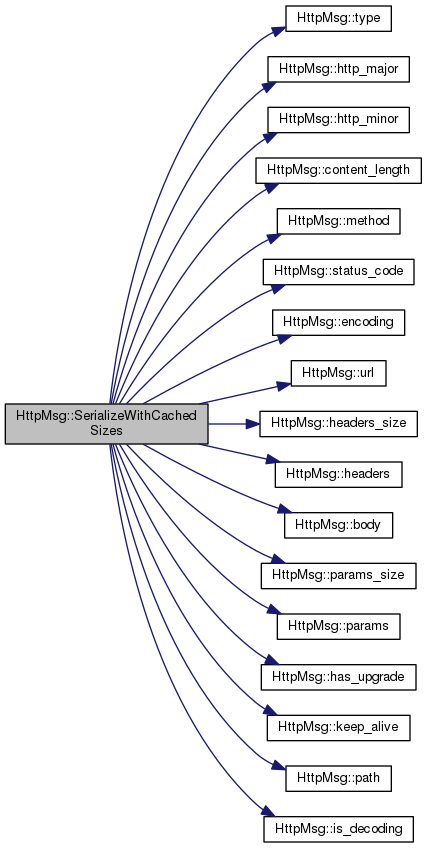 HttpMsg::type
HttpMsg::http_major
HttpMsg::http_minor
HttpMsg::content_length
HttpMsg::method
HttpMsg::status_code
HttpMsg::encoding
HttpMsg::url
HttpMsg::SerializeWithCached
Sizes
HttpMsg::headers_size
HttpMsg::headers
HttpMsg::body
HttpMsg::params_size
HttpMsg::params
HttpMsg::has_upgrade
HttpMsg::keep_alive
HttpMsg::path
HttpMsg::is_decoding